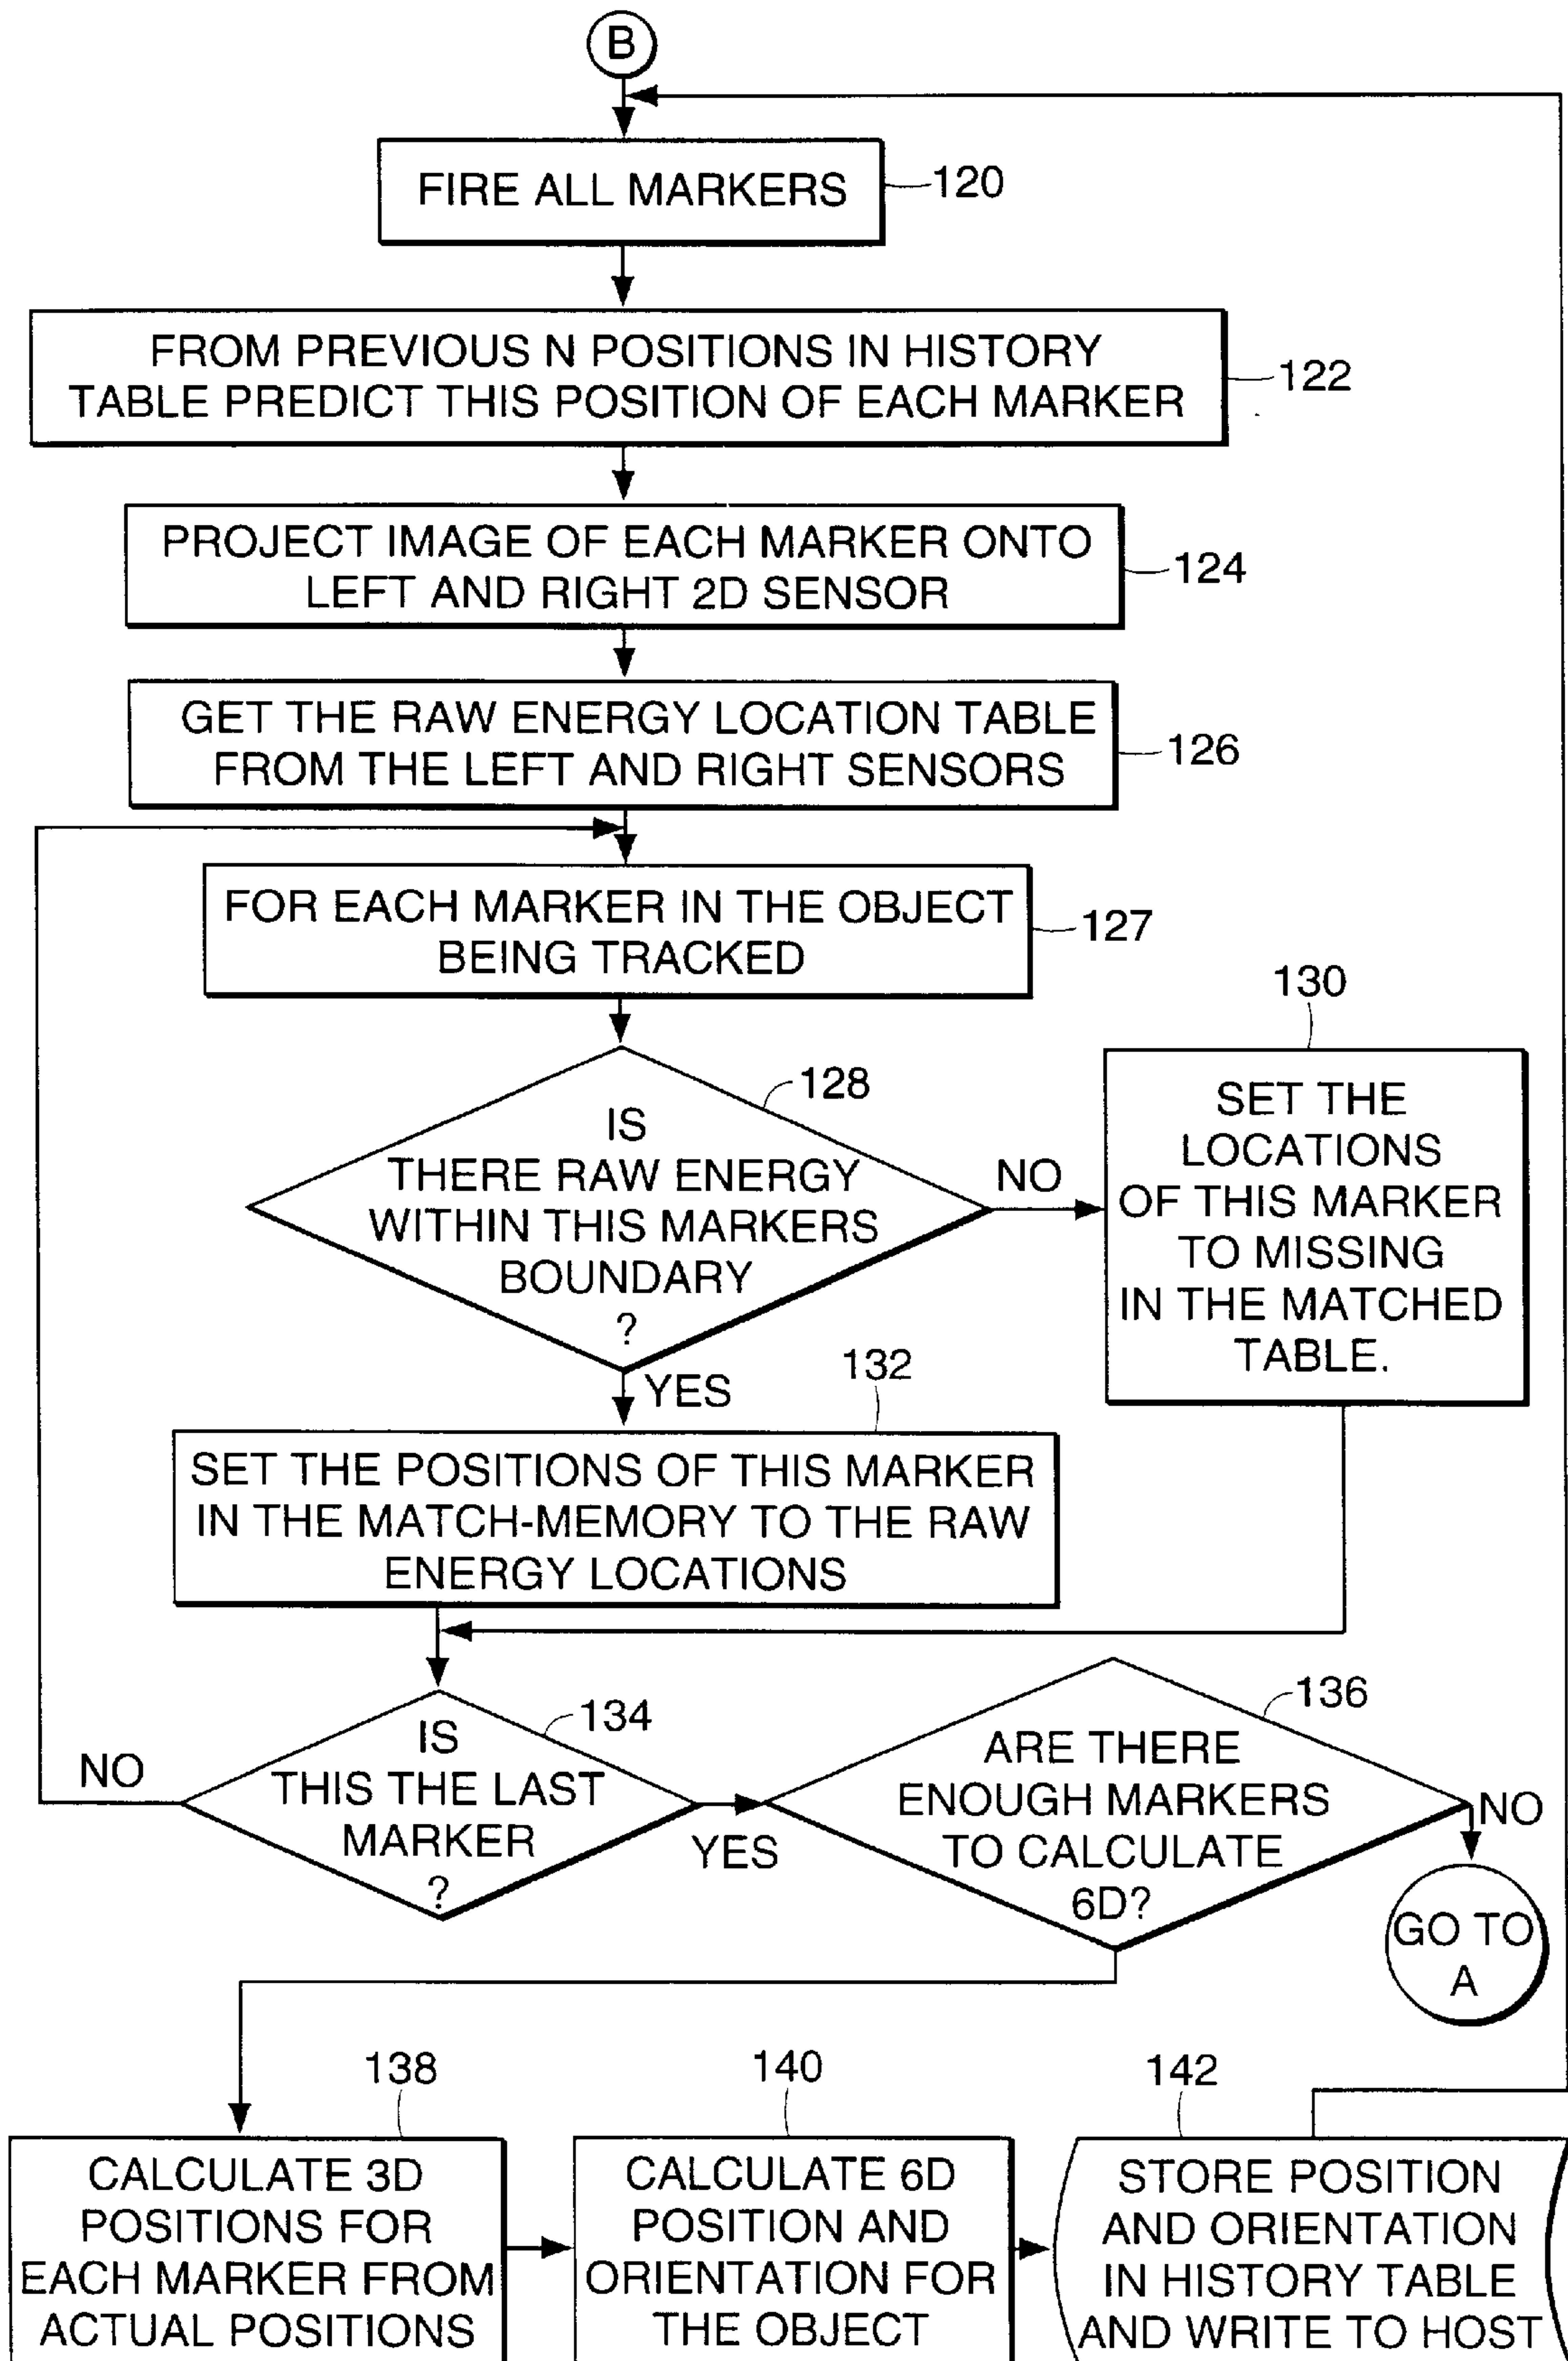 B
FIRE ALL MARKERS
120
FROM PREVIOUS N POSITIONS IN HISTORY
TABLE PREDICT THIS POSITION OF EACH MARKER
122
PROJECT IMAGE OF EACH MARKER ONTO
LEFT AND RIGHT 2D SENSOR
124
GET THE RAW ENERGY LOCATION TABLE
FROM THE LEFT AND RIGHT SENSORS
126
FOR EACH MARKER IN THE OBJECT
BEING TRACKED
127
128
IS
THERE RAW ENERGY
WITHIN THIS MARKERS
BOUNDARY
?
NO
130
SET THE
LOCATIONS
OF THIS MARKER
TO MISSING
IN THE MATCHED
TABLE.
YES
132
SET THE POSITIONS OF THIS MARKER
IN THE MATCH-MEMORY TO THE RAW
ENERGY LOCATIONS
134
IS
THIS THE LAST
MARKER
?
NO
YES
136
ARE THERE
ENOUGH MARKERS
TO CALCULATE
6D?
NO
GO TO
A
138
CALCULATE 3D
POSITIONS FOR
EACH MARKER FROM
ACTUAL POSITIONS
140
CALCULATE 6D
POSITION AND
ORIENTATION FOR
THE OBJECT
142
STORE POSITION
AND ORIENTATION
IN HISTORY TABLE
AND WRITE TO HOST